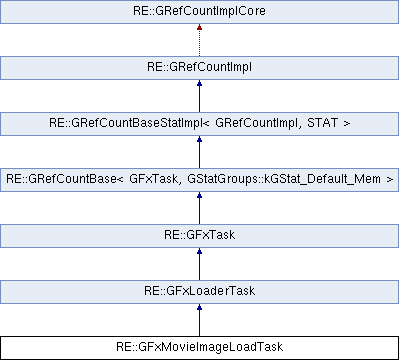 RE::GRefCountImplCore
RE::GRefCountImpl
RE::GRefCountBaseStatImpl< GRefCountImpl, STAT >
RE::GRefCountBase< GFxTask, GStatGroups::kGStat_Default_Mem >
RE::GFxTask
RE::GFxLoaderTask
RE::GFxMovieImageLoadTask